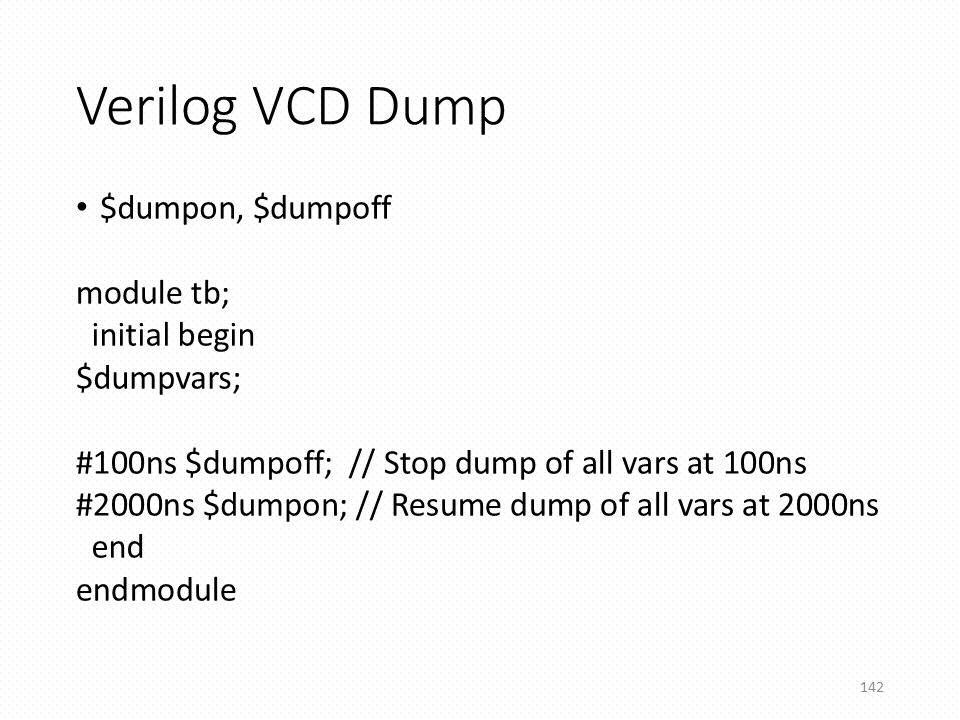 Verilog VCD Dump
• $dumpon, $dumpoff
module tb;
initial begin
$dumpvars;
#100ns $dumpoff; // Stop dump of all vars at 100ns
#2000ns $dumpon; // Resume dump of all vars at 2000ns
end
endmodule
142